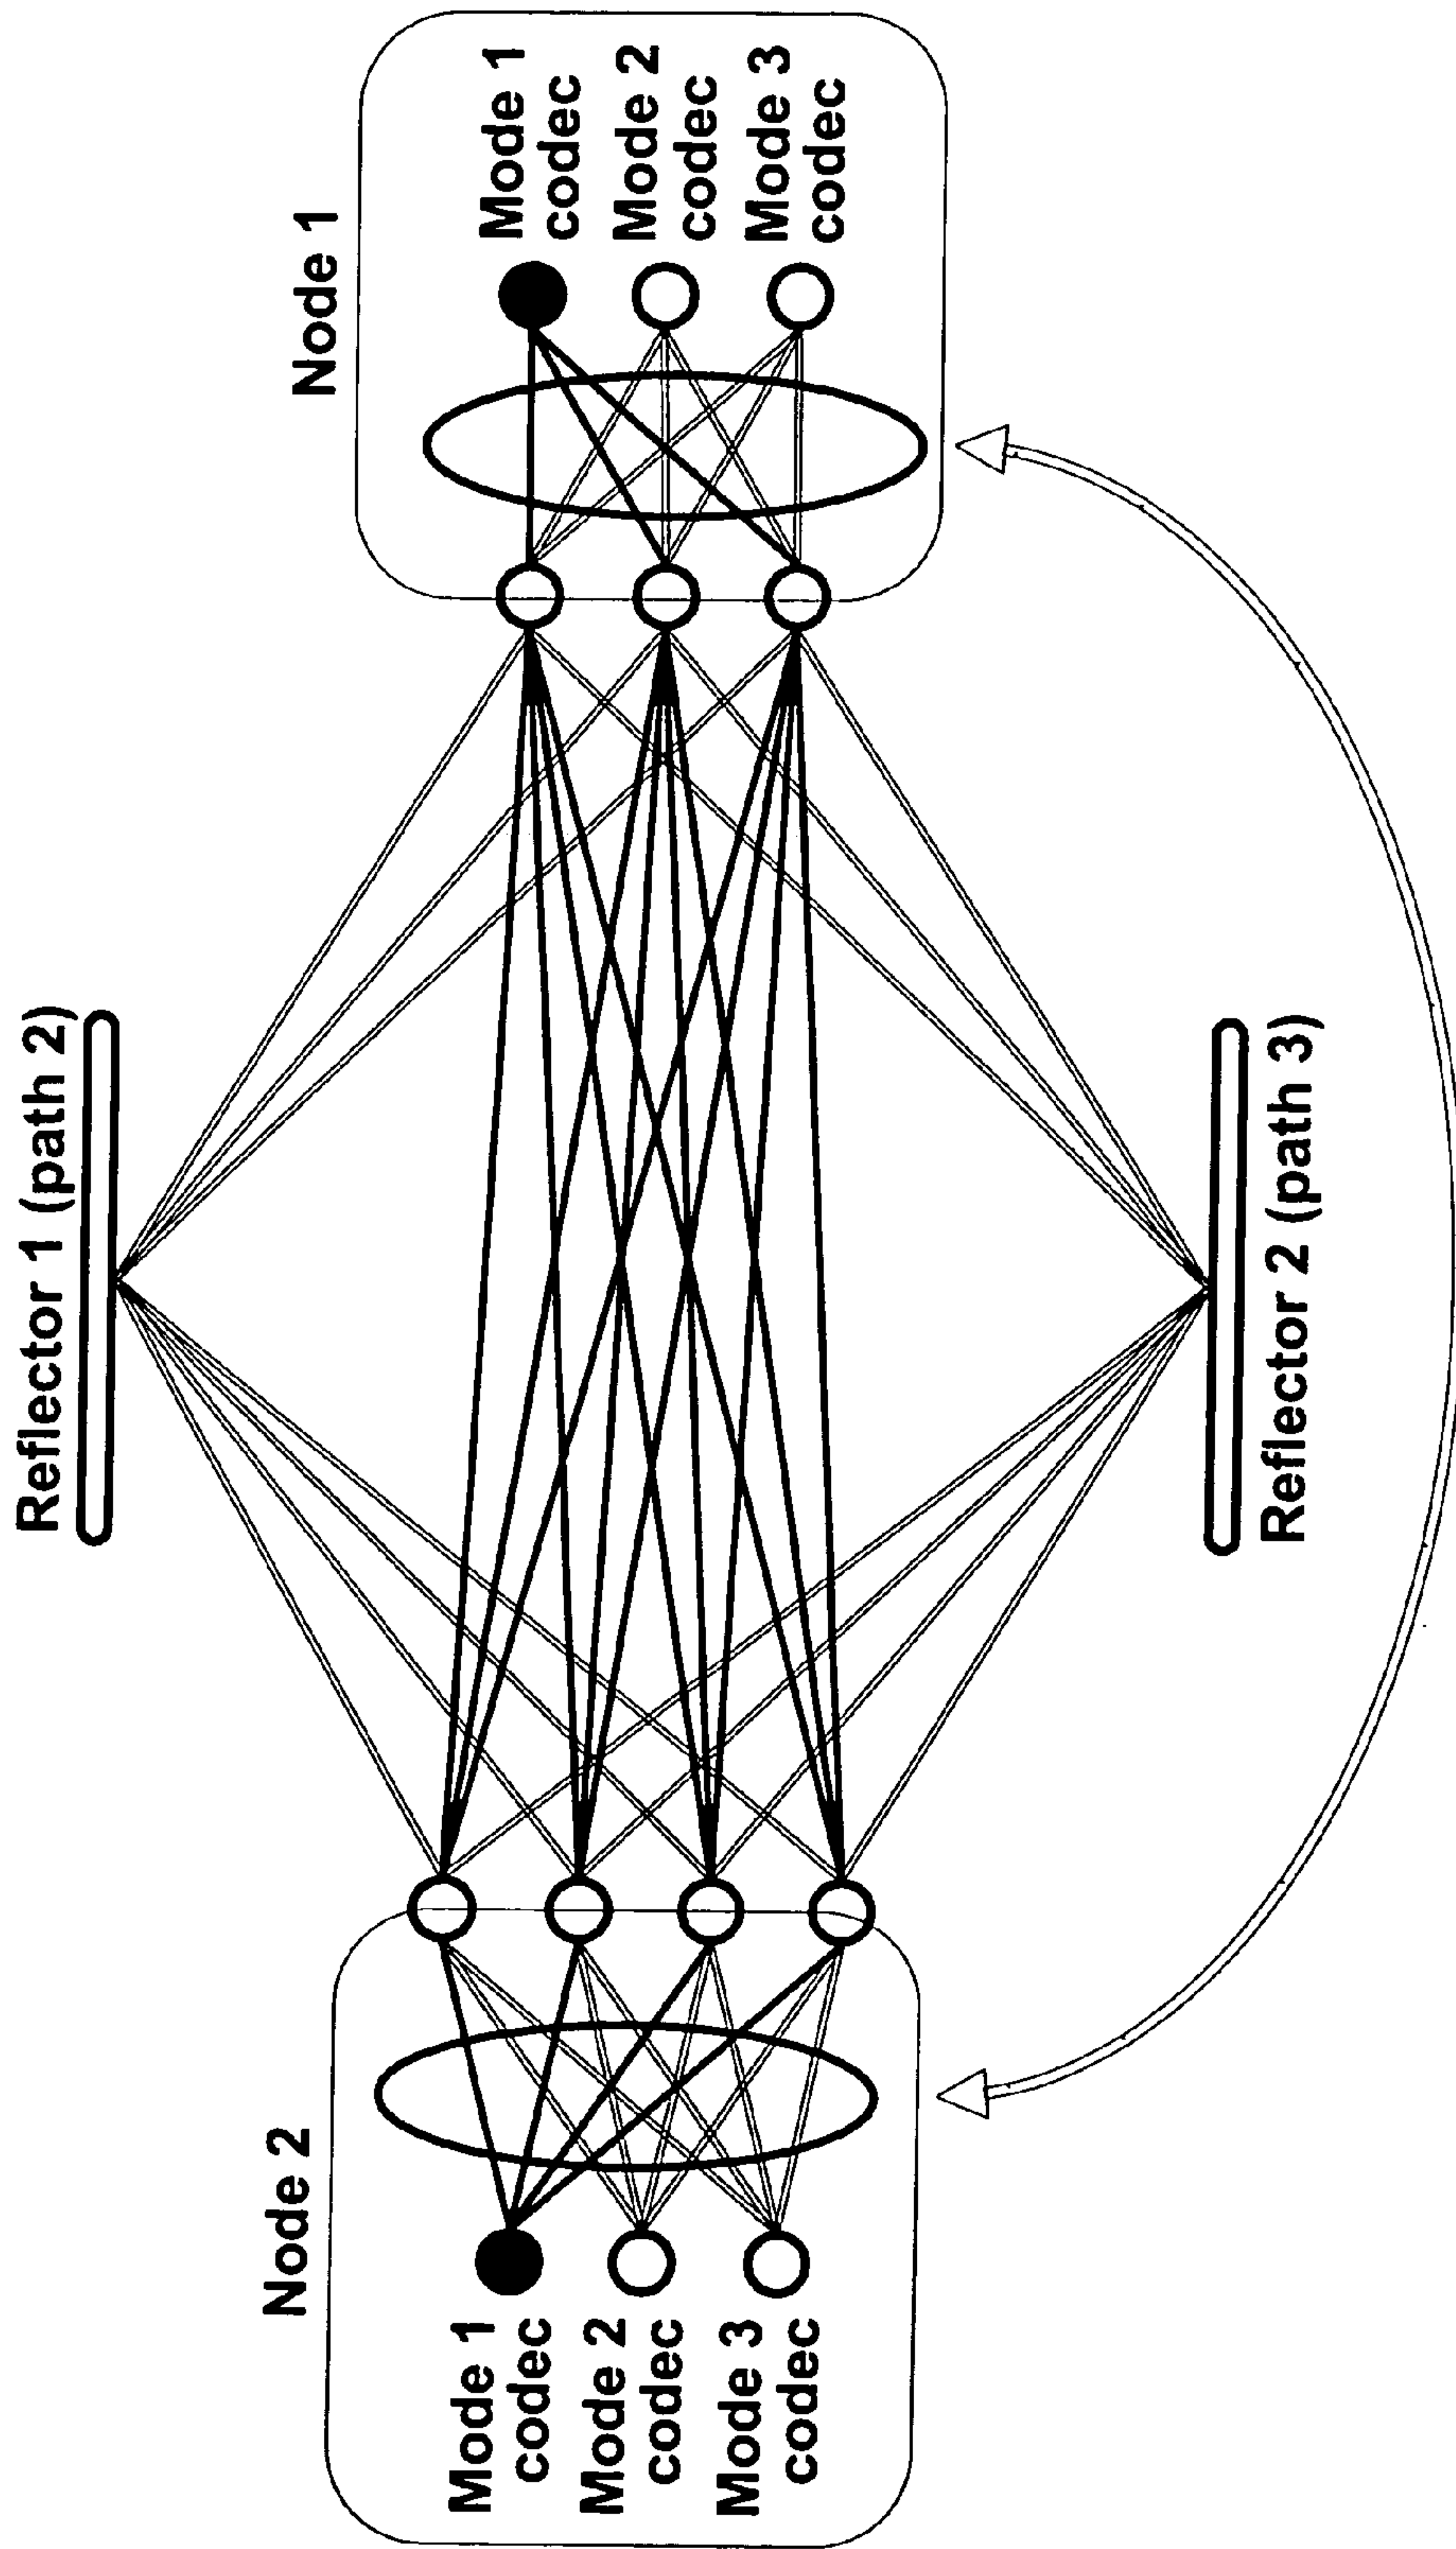 Reflector 1 (path 2)
Node 2
Node 1
Mode 1
codec
Mode 2
codec
Mode 3
codec
Mode 1
codec
Mode 2
codec
Mode 3
codec
Reflector 2 (path 3)